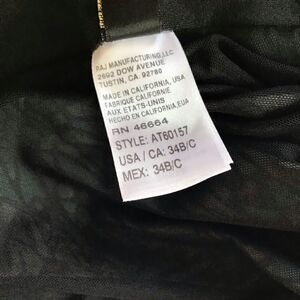 RAJ MANUFACTURING, LLC
2692 DOW AVENUE
TUSTIN, CA. 92780
MADE IN CALIFORNIA, USA
FABRIQUE CALIFORNIE
AUX ETATS-UNIS
HECHO EN CALIFORNIA, EUA
RN 46664
STYLE: AT60157
USA / CA: 34B/C
MEX: 34B/C